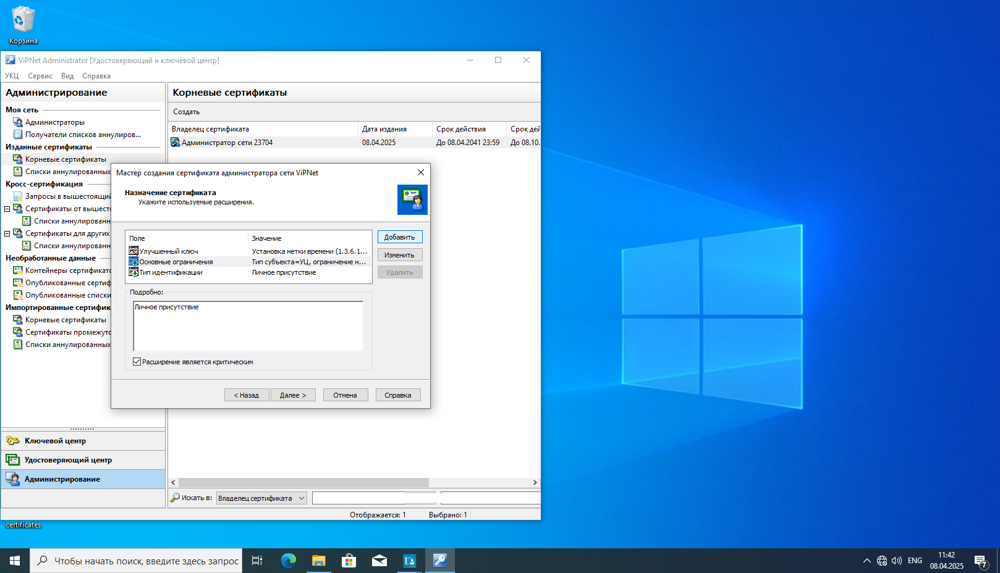 Корзина
ViPNet Administrator [Удостоверяющий и ключевой центр]
УКЦ Сервис Вид Справка
Администрирование
Моя сеть
Администраторы
Получатели списков аннулиров...
Изданные сертификаты
Корневые сертификаты
Списки аннулированных
Кросс-сертификация
Запросы в вышестоящий
Сертификаты от вышесто
Списки аннулированн
Сертификаты для других
Списки аннулированн
Необработанные данные
Контейнеры сертификато
Опубликованные сертиф
Опубликованные списки
Импортированные сертифик
Корневые сертификаты
Сертификаты промежуто
Списки аннулированных
Ключевой центр
Удостоверяющий центр
Администрирование
Корневые сертификаты
Создать
Владелец сертификата Дата издания Срок действия Срок дей
Администратор сети 23704 08.04.2025 До 08.04.2041 23:59 До 08.10.
Мастер создания сертификата администратора сети ViPNet
Назначение сертификата
Укажите используемые расширения.
Поле Значение
Улучшенный ключ Установка метки времени (1.3.6.1...
Основные ограничения Тип субъекта=УЦ, ограничение н...
Тип идентификации Личное присутствие
Добавить
Изменить
Удалить
Подробно:
Личное присутствие
Расширение является критическим
< Назад Далее > Отмена Справка
Искать в: Владелец сертификата
Отображается: 1 Выбрано: 1
certificates
Чтобы начать поиск, введите здесь запрос
ENG
11:42
08.04.2025
7